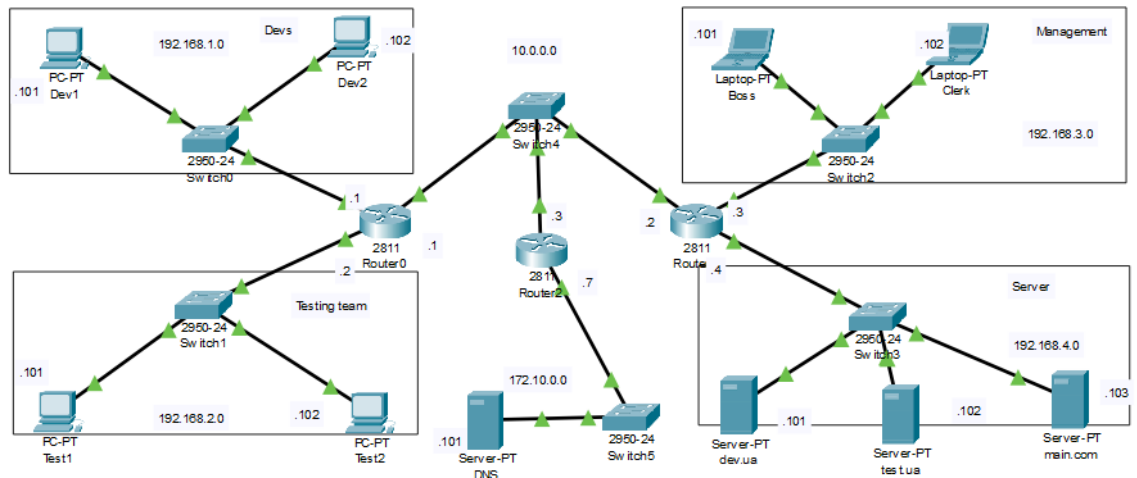 Devs
192.168.1.0
.102
PC-PT
Dev1
PC-PT
Dev2
.101
2950-24
Switch0
.1
10.0.0.0
2950-24
Switch4
.101
Management
.102
Laptop-PT
Boss
Laptop-PT
Clerk
192.168.3.0
2950-24
Switch2
.3
.2
2811
Router
.4
.3
2811
Router2
.7
2811
Router0
.1
.2
Testing team
2950-24
Switch1
.101
192.168.2.0
.102
PC-PT
Test1
PC-PT
Test2
172.10.0.0
.101
Server-PT
DNS
2950-24
Switch5
Server
2950-24
Switch3
192.168.4.0
.101
.102
.103
Server-PT
dev.ua
Server-PT
test.ua
Server-PT
main.com